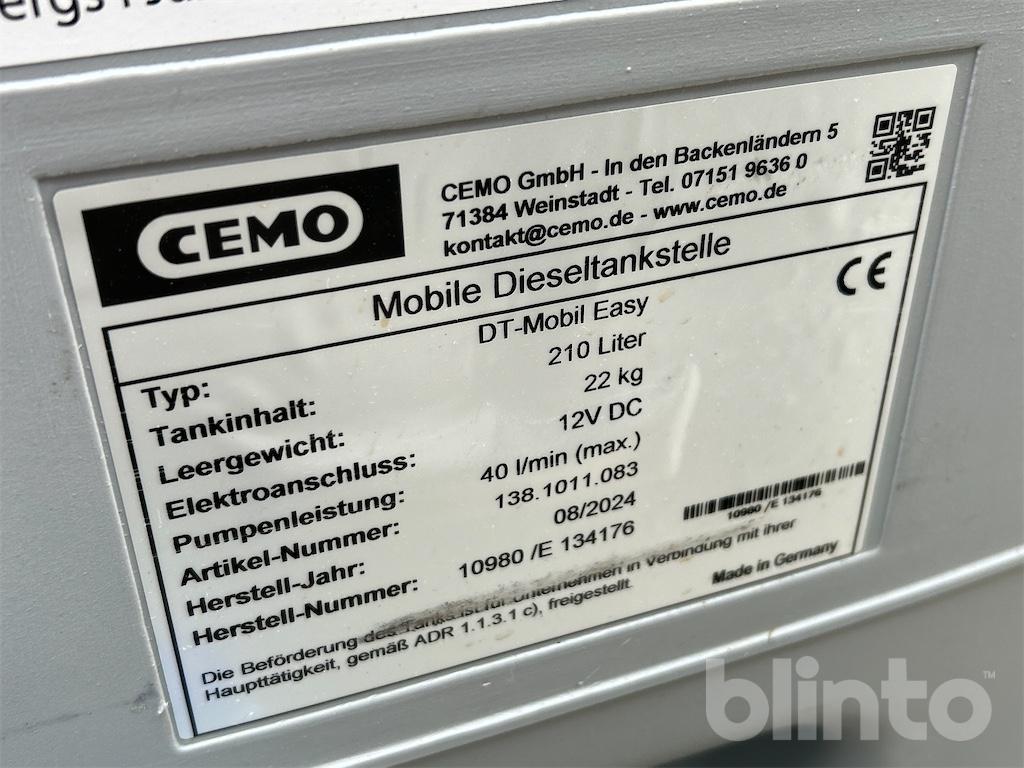 CEMO
CEMO GmbH - In den Backenländern 5
71384 Weinstadt - Tel. 07151 9636 0
kontakt@cemo.de - www.cemo.de
Mobile Dieseltankstelle
CE
Typ: DT-Mobil Easy
Tankinhalt: 210 Liter
Leergewicht: 22 kg
Elektroanschluss: 12V DC
Pumpenleistung: 40 l/min (max.)
Artikel-Nummer: 138.1011.083
Herstell-Jahr: 08/2024
Herstell-Nummer: 10980 /E 134176
10980 /E 134176
Die Beförderung des Tanks ist für Unternehmen in Verbindung mit ihrer
Haupttätigkeit, gemäß ADR 1.1.3.1 c), freigestellt.
Made in Germany
blinto™